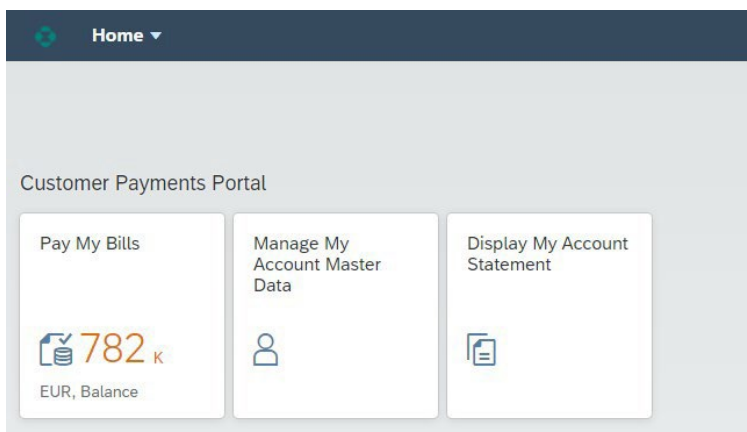 Home
Customer Payments Portal
Pay My Bills
782 K
EUR, Balance
Manage My
Account Master
Data
Display My Account
Statement